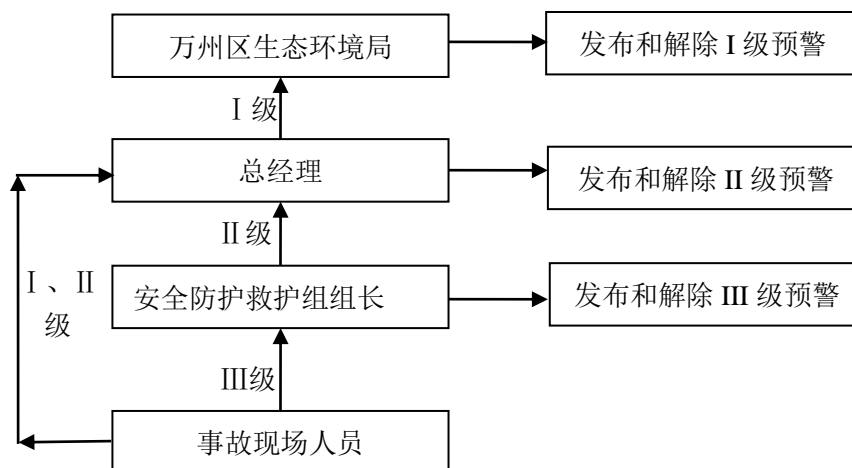 万州区生态环境局
发布和解除 I 级预警
Ⅰ级
总经理
发布和解除 II 级预警
Ⅱ级
Ⅰ、Ⅱ
级
安全防护救护组组长
发布和解除 III 级预警
Ⅲ级
事故现场人员